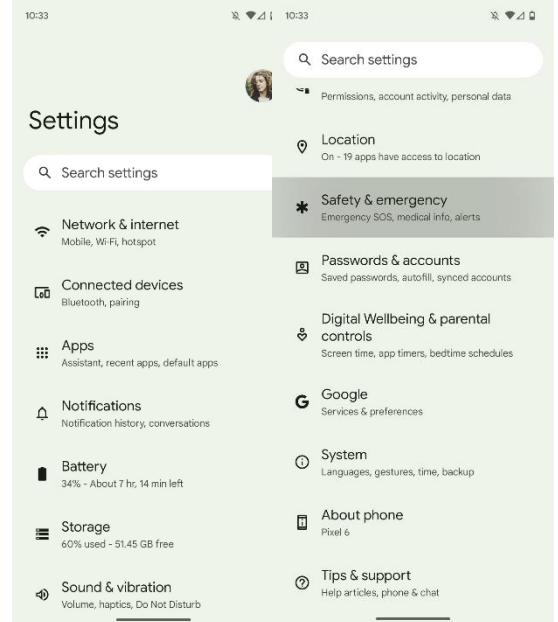 10:33
Settings
Search settings
Network & internet
Mobile, Wi-Fi, hotspot
Connected devices
Bluetooth, pairing
Apps
Assistant, recent apps, default apps
Notifications
Notification history, conversations
Battery
34% - About 7 hr, 14 min left
Storage
60% used - 51.45 GB free
Sound & vibration
Volume, haptics, Do Not Disturb
10:33
Search settings
Permissions, account activity, personal data
Location
On - 19 apps have access to location
Safety & emergency
Emergency SOS, medical info, alerts
Passwords & accounts
Saved passwords, autofill, synced accounts
Digital Wellbeing & parental
controls
Screen time, app timers, bedtime schedules
Google
Services & preferences
System
Languages, gestures, time, backup
About phone
Pixel 6
Tips & support
Help articles, phone & chat